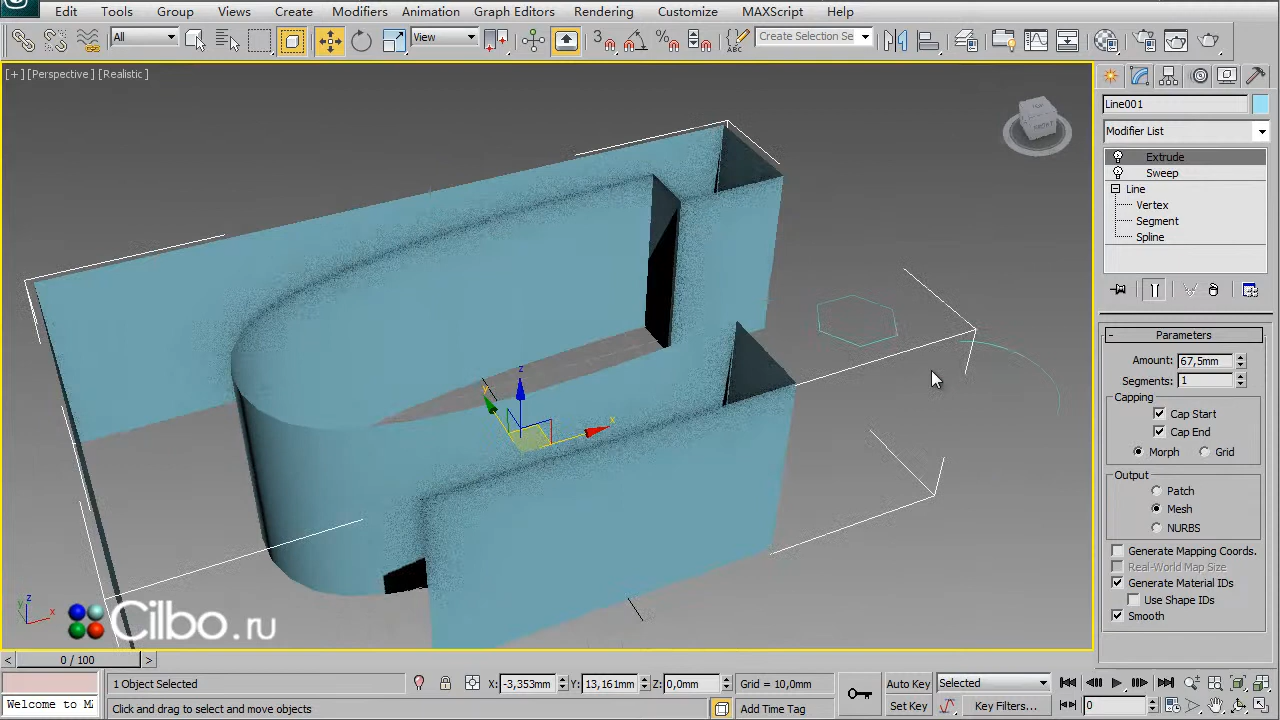 Edit Tools Group Views Create Modifiers Animation Graph Editors Rendering Customize MAXScript Help
All View 3 Create Selection Se
[+] [Perspective] [Realistic]
TOP
FRONT
Line001
Modifier List
Extrude
Sweep
Line
Vertex
Segment
Spline
Parameters
Amount: 67,5mm
Segments: 1
Capping
Cap Start
Cap End
Morph Grid
Output
Patch
Mesh
NURBS
Generate Mapping Coords.
Real-World Map Size
Generate Material IDs
Use Shape IDs
Smooth
z
y
x
z
y
x
Cilbo.ru
< 0 / 100 >
1 Object Selected X: -3,353mm Y: 13,161mm Z: 0,0mm Grid = 10,0mm Auto Key Selected
Welcome to M Click and drag to select and move objects Add Time Tag Set Key Key Filters... 0